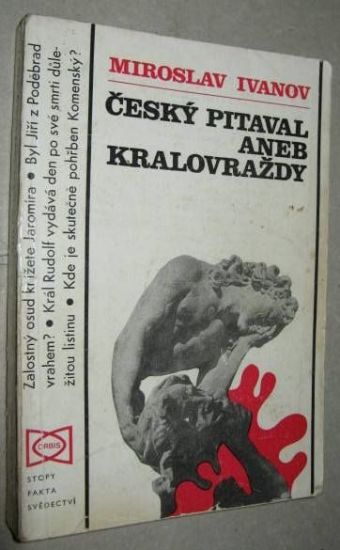 MIROSLAV IVANOV
ČESKÝ PITAVAL
ANEB
KRALOVRAŽDY
Žalostný osud knížete Jaromíra ● Byl Jiří z Poděbrad
vrahem? ● Král Rudolf vydává den po své smrti důle-
žitou listinu ● Kde je skutečně pohřben Komenský?
ORBIS
STOPY
FAKTA
SVĚDECTVÍ